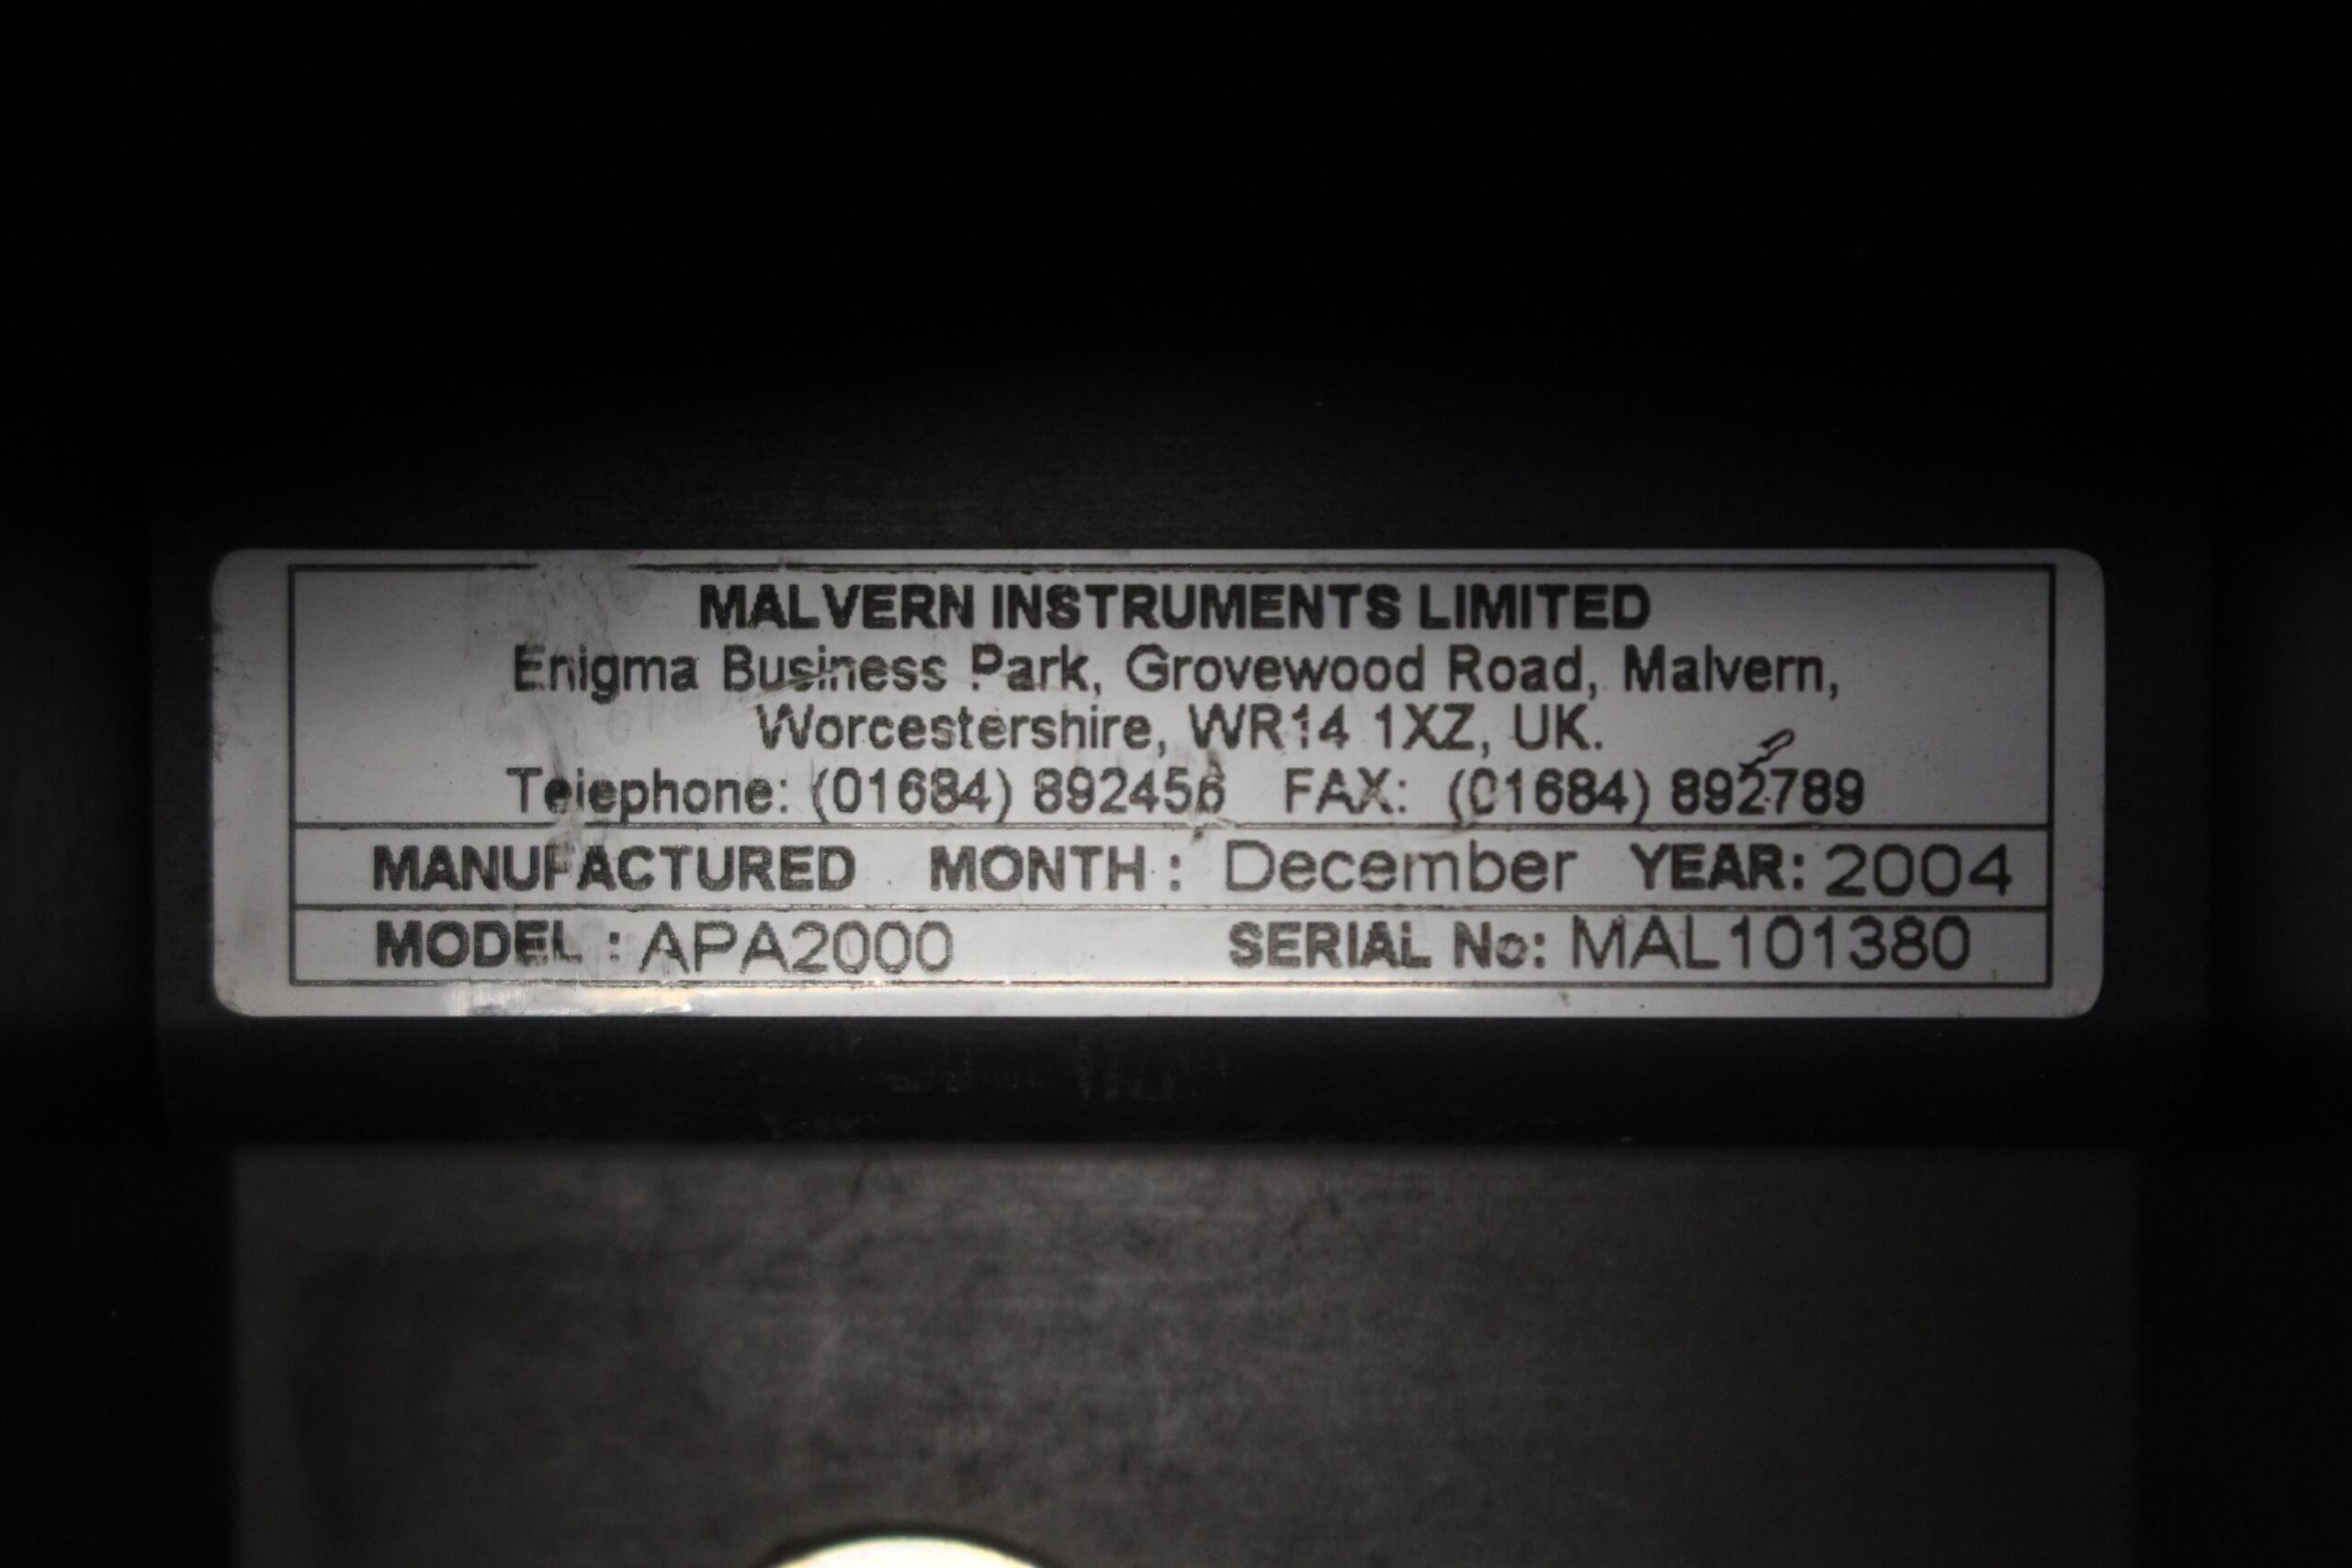 MALVERN INSTRUMENTS LIMITED
Enigma Business Park, Grovewood Road, Malvern,
Worcestershire, WR14 1XZ, UK.
Telephone: (01684) 892456 FAX: (01684) 892789
MANUFACTURED MONTH : December YEAR: 2004
MODEL : APA2000 SERIAL No: MAL101380